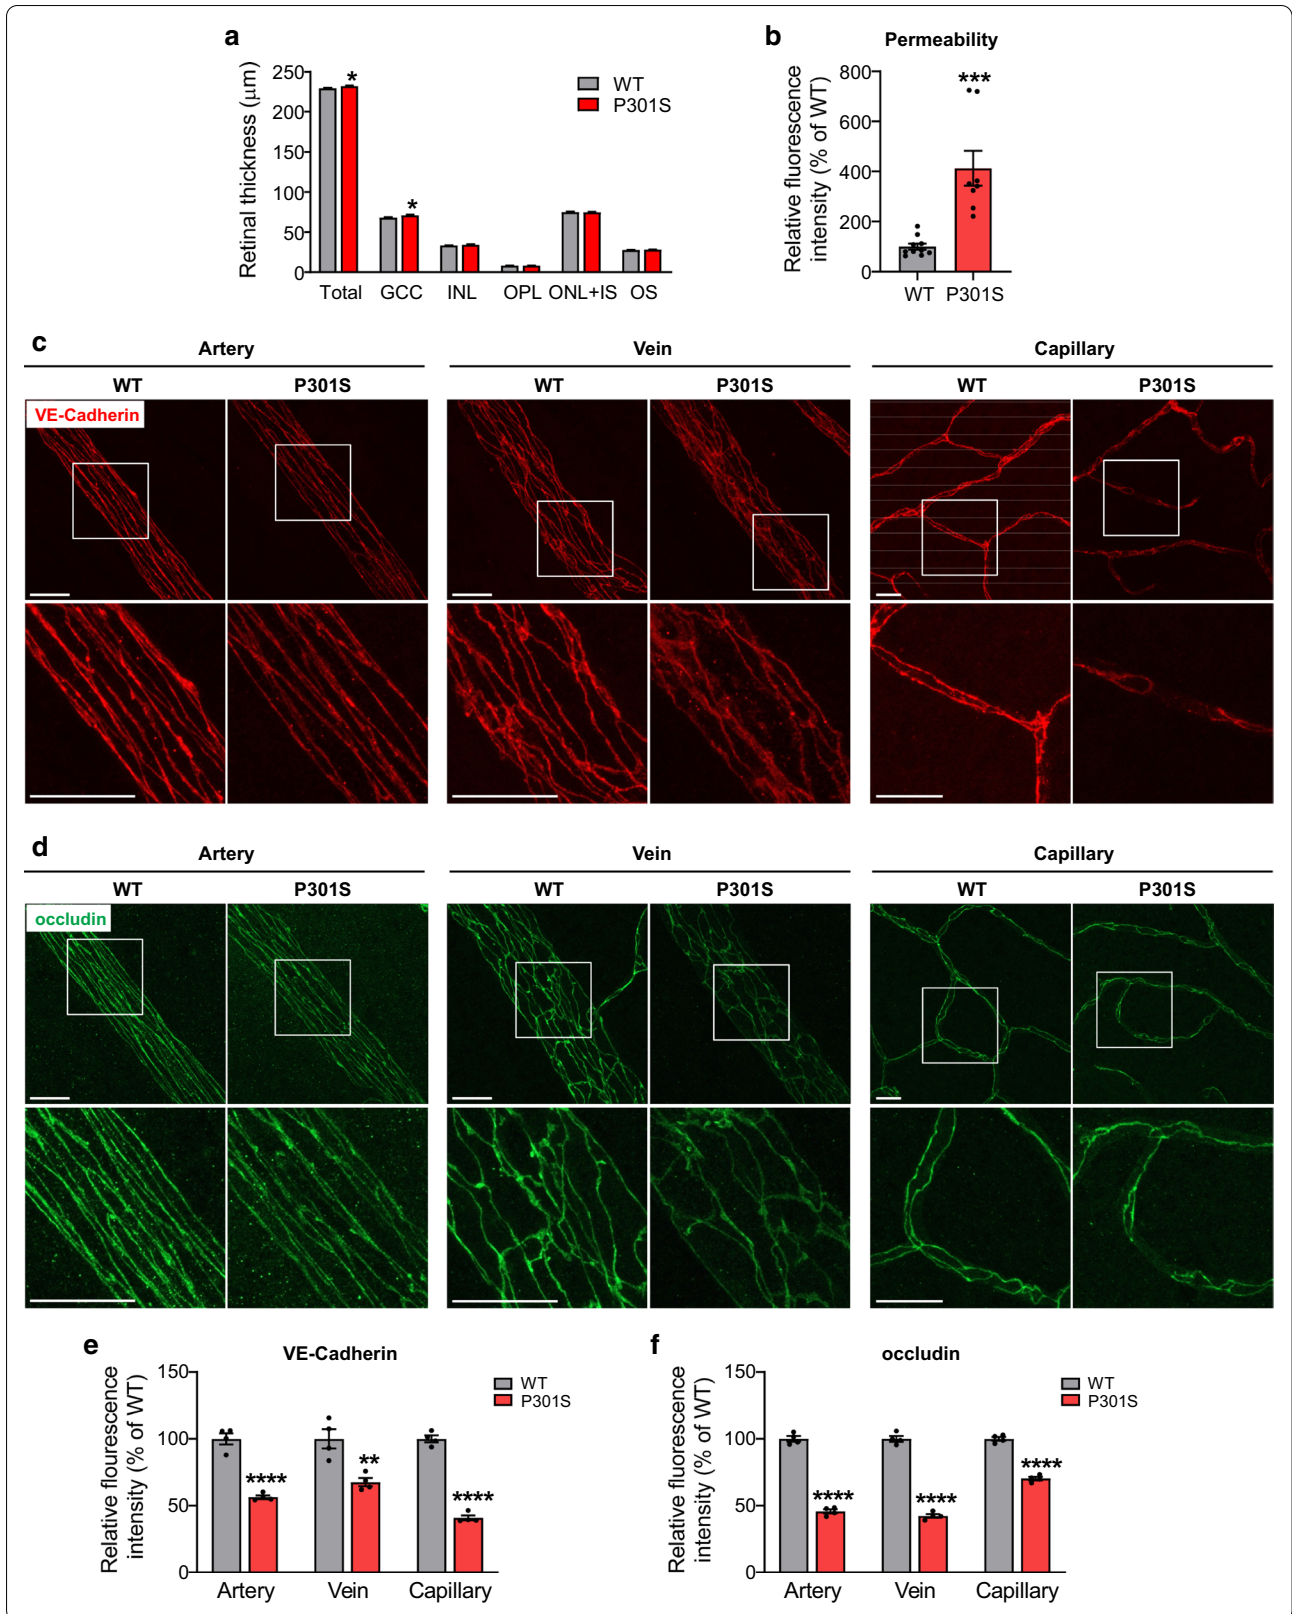 a
Retinal thickness (μm)
250
200
150
100
50
0
*
*
WT
P301S
Total GCC INL OPL ONL+IS OS
b
Permeability
Relative fluorescence
intensity (% of WT)
800
600
400
200
0
***
WT P301S
c
Artery Vein Capillary
WT P301S WT P301S WT P301S
VE-Cadherin
d
Artery Vein Capillary
WT P301S WT P301S WT P301S
occludin
e
VE-Cadherin
Relative flourescence
intensity (% of WT)
150
100
50
0
WT
P301S
****
**
****
Artery Vein Capillary
f
occludin
Relative fluorescence
intensity (% of WT)
150
100
50
0
WT
P301S
****
****
****
Artery Vein Capillary